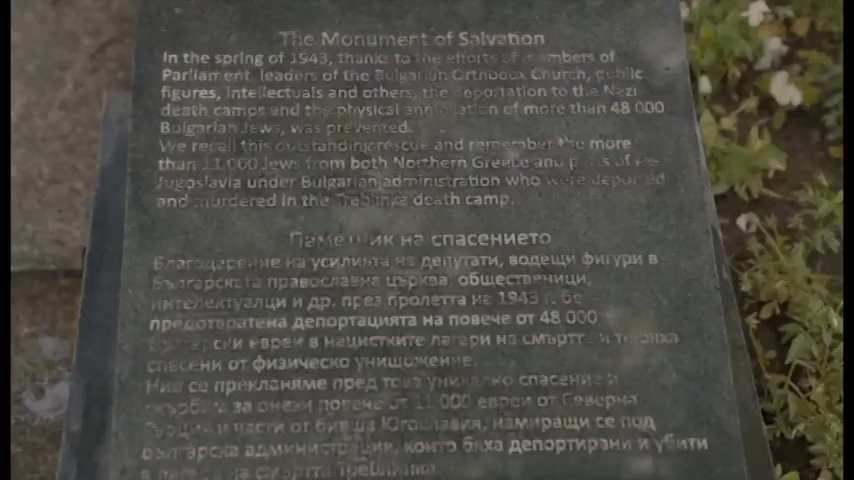 The Monument of Salvation
In the spring of 1943, thanks to the efforts of members of
Parliament, leaders of the Bulgarian Orthodox Church, public
figures, intellectuals and others, the deportation to the Nazi
death camps and the physical annihilation of more than 48 000
Bulgarian Jews, was prevented.
We recall this outstanding rescue and remember the more
than 11 000 Jews from both Northern Greece and parts of ex-
Jugoslavia under Bulgarian administration who were deported
and murdered in the Treblinka death camp.
Паметник на спасението
Благодарение на усилията на депутати, водещи фигури в
Българската православна църква, общественици,
интелектуалци и др. през пролетта на 1943 г. бе
предотвратена депортацията на повече от 48 000
български евреи в нацистките лагери на смъртта и
спасени от физическо унищожение.
Ние се прекланяме пред това уникално спасение и
скърбим за онези повече от 11 000 евреи от Северна
Гърция и части от бивша Югославия, намиращи се под
българска администрация, които бяха депортирани и убити
в лагера на смъртта Треблинка.